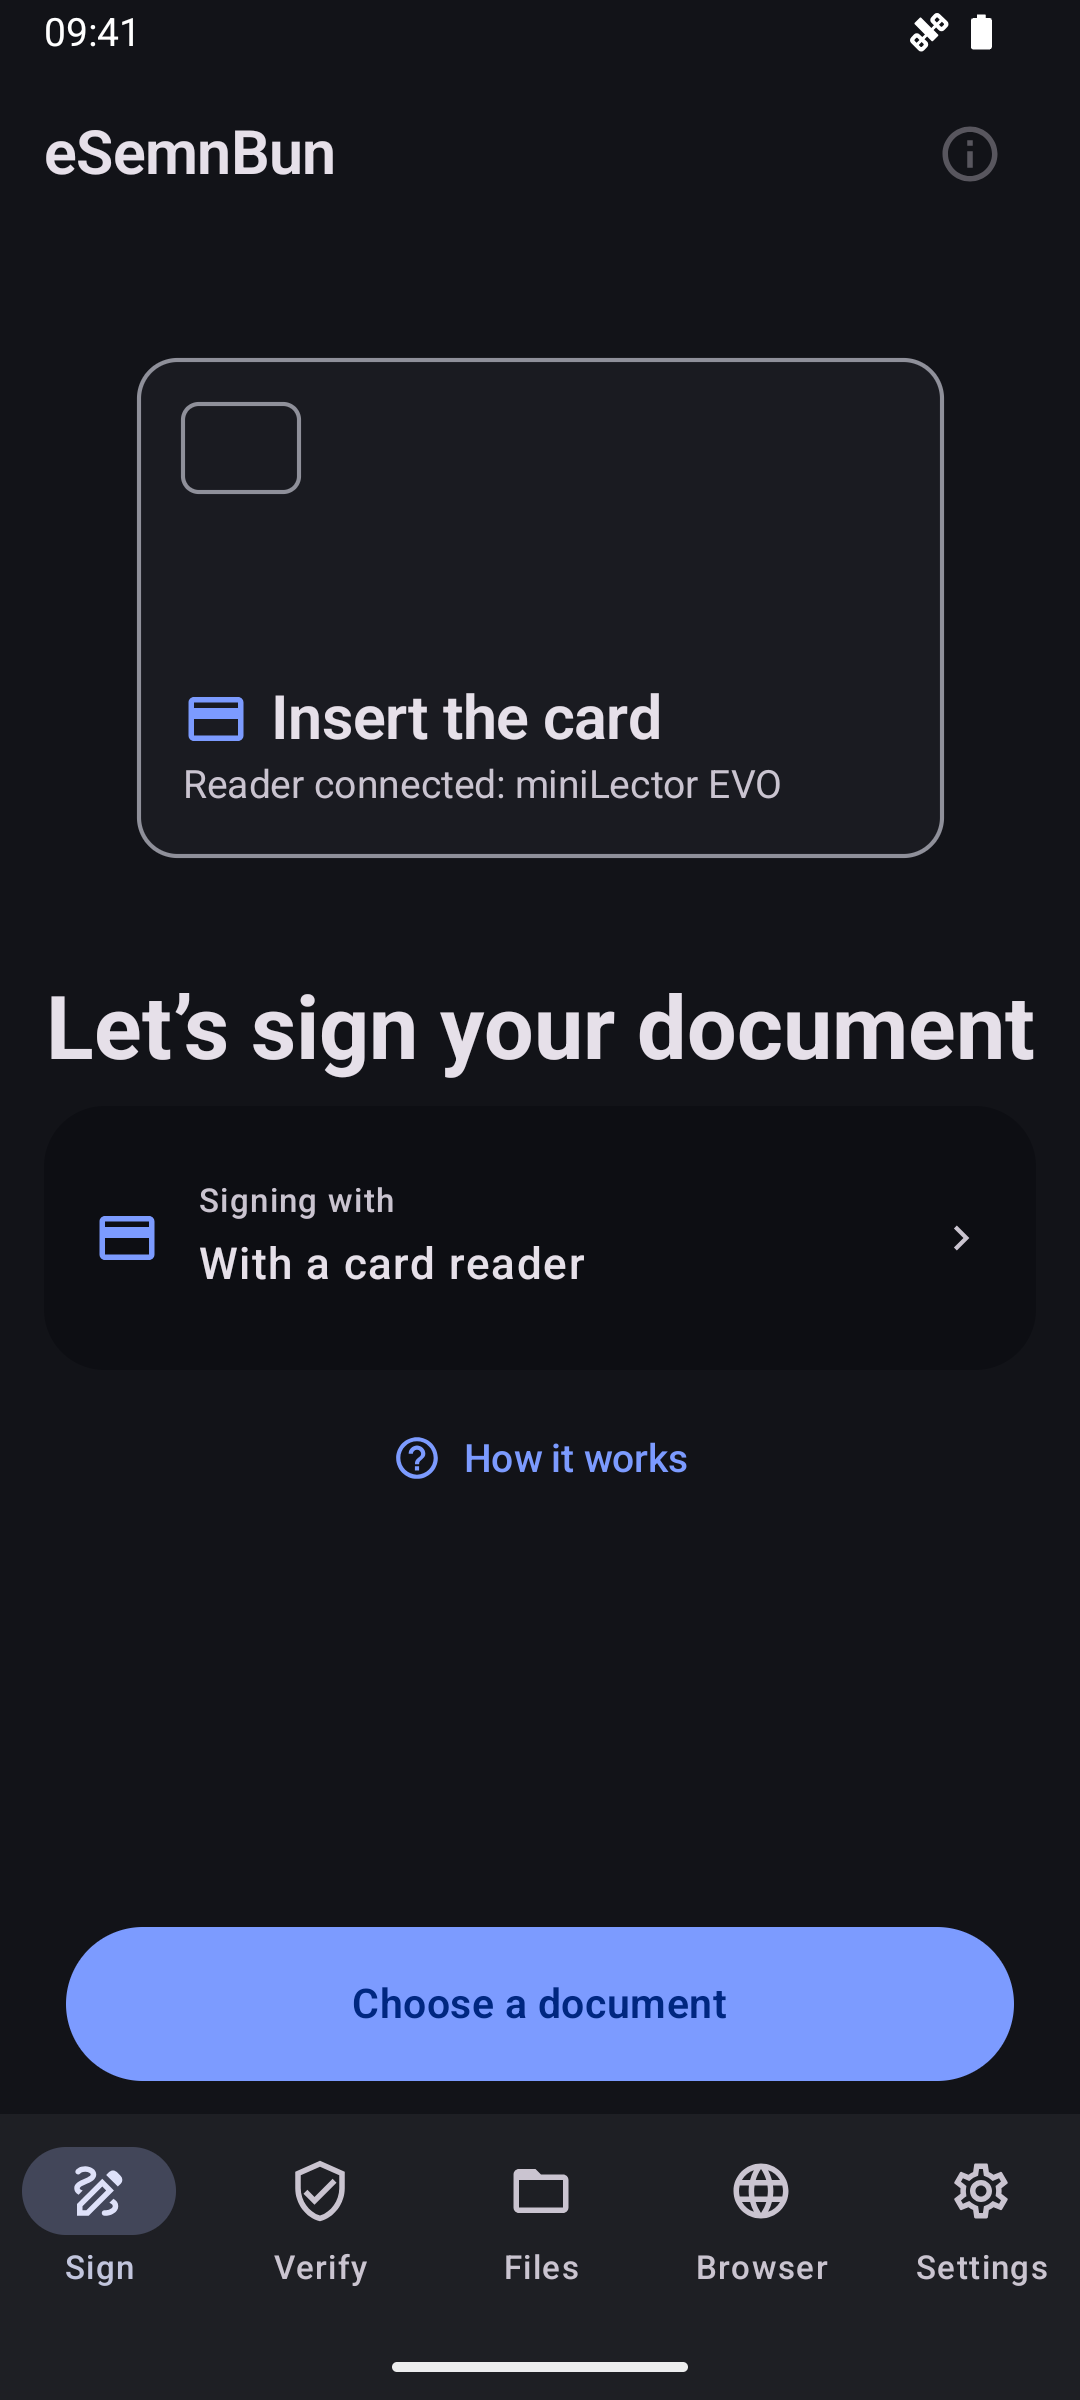 09:41
eSemnBun
Insert the card
Reader connected: miniLector EVO
Let’s sign your document
Signing with
With a card reader
How it works
Choose a document
Sign
Verify
Files
Browser
Settings